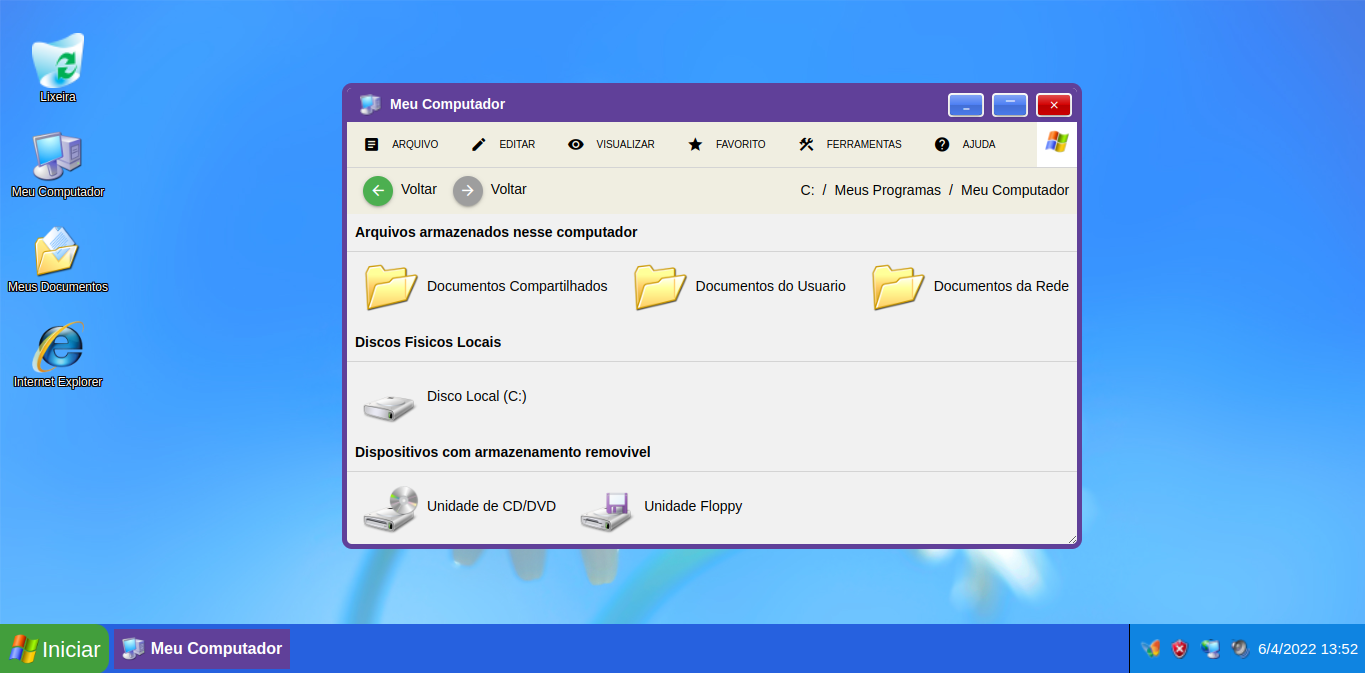 Lixeira
Meu Computador
Meus Documentos
Internet Explorer
Meu Computador
ARQUIVO EDITAR VISUALIZAR FAVORITO FERRAMENTAS AJUDA
Voltar Voltar C: / Meus Programas / Meu Computador
Arquivos armazenados nesse computador
Documentos Compartilhados Documentos do Usuario Documentos da Rede
Discos Fisicos Locais
Disco Local (C:)
Dispositivos com armazenamento removivel
Unidade de CD/DVD Unidade Floppy
Iniciar Meu Computador 6/4/2022 13:52